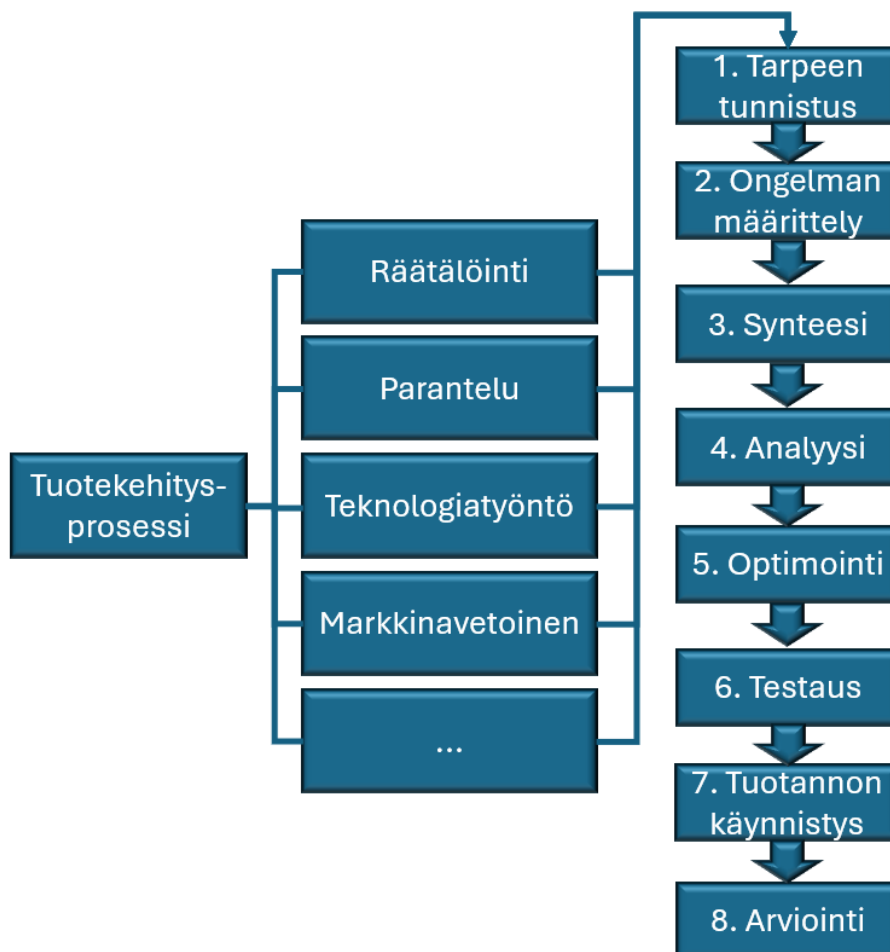 Tuotekehitys-
prosessi
Räätälöinti
Parantelu
Teknologiatyöntö
Markkinavetoinen
...
1. Tarpeen
tunnistus
2. Ongelman
määrittely
3. Synteesi
4. Analyysi
5. Optimointi
6. Testaus
7. Tuotannon
käynnistys
8. Arviointi